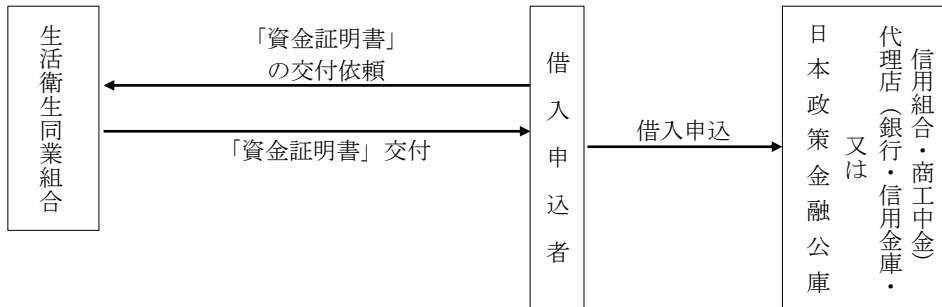 生活衛生同業組合
「資金証明書」
の交付依頼
「資金証明書」交付
借入申込者
借入申込
日本政策金融公庫
又は
代理店（銀行・信用金庫・
信用組合・商工中金）